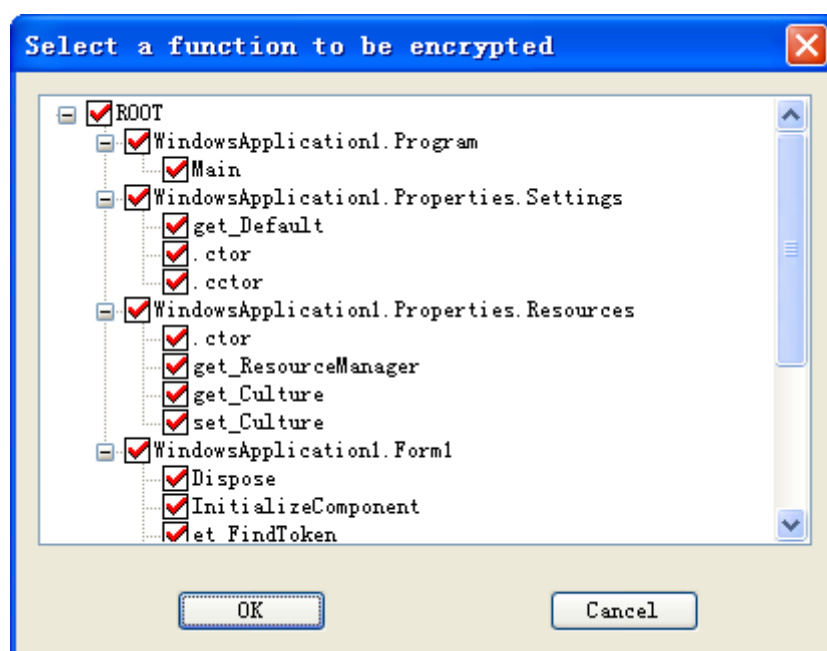 Select a function to be encrypted
ROOT
WindowsApplication1.Program
Main
WindowsApplication1.Properties.Settings
get_Default
.ctor
.cctor
WindowsApplication1.Properties.Resources
.ctor
get_ResourceManager
get_Culture
set_Culture
WindowsApplication1.Form1
Dispose
InitializeComponent
et_FindToken
OK Cancel